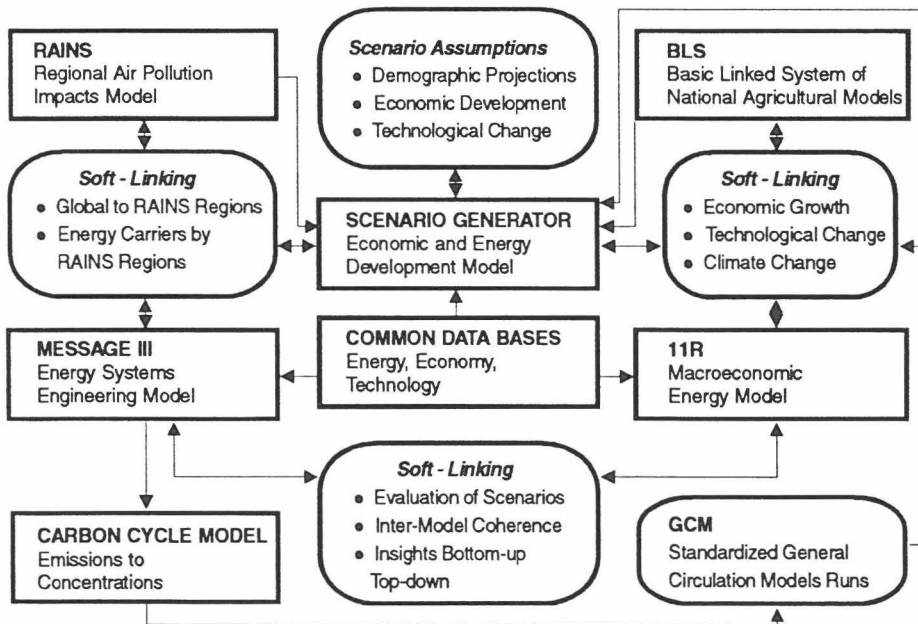 RAINS
Regional Air Pollution
Impacts Model
Scenario Assumptions
• Demographic Projections
• Economic Development
• Technological Change
BLS
Basic Linked System of
National Agricultural Models
Soft - Linking
• Global to RAINS Regions
• Energy Carriers by
RAINS Regions
SCENARIO GENERATOR
Economic and Energy
Development Model
Soft - Linking
• Economic Growth
• Technological Change
• Climate Change
MESSAGE III
Energy Systems
Engineering Model
COMMON DATA BASES
Energy, Economy,
Technology
11R
Macroeconomic
Energy Model
Soft - Linking
• Evaluation of Scenarios
• Inter-Model Coherence
• Insights Bottom-up
Top-down
CARBON CYCLE MODEL
Emissions to
Concentrations
GCM
Standardized General
Circulation Models Runs